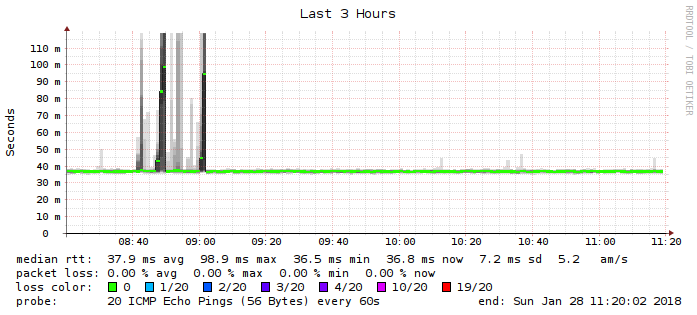 Last 3 Hours
RRDTOOL / TOBI OETIKER
Seconds
110 m
100 m
90 m
80 m
70 m
60 m
50 m
40 m
30 m
20 m
10 m
0
08:40 09:00 09:20 09:40 10:00 10:20 10:40 11:00 11:20
median rtt: 37.9 ms avg 98.9 ms max 36.5 ms min 36.8 ms now 7.2 ms sd 5.2 am/s
packet loss: 0.00 % avg 0.00 % max 0.00 % min 0.00 % now
loss color: 0 1/20 2/20 3/20 4/20 10/20 19/20
probe: 20 ICMP Echo Pings (56 Bytes) every 60s end: Sun Jan 28 11:20:02 2018